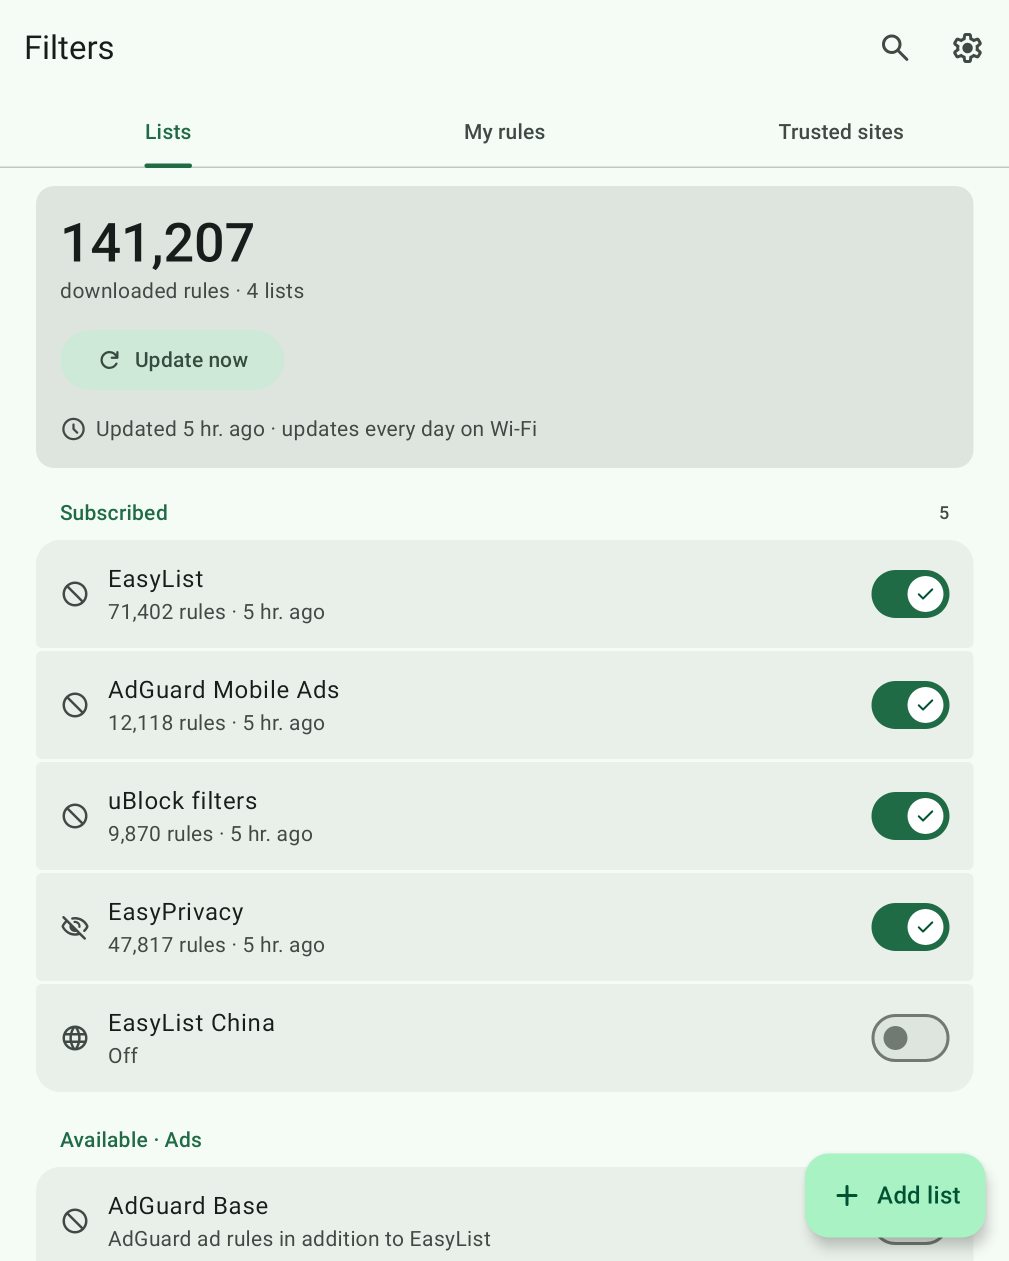 Filters
Lists
My rules
Trusted sites
141,207
downloaded rules · 4 lists
Update now
Updated 5 hr. ago · updates every day on Wi-Fi
Subscribed
5
EasyList
71,402 rules · 5 hr. ago
AdGuard Mobile Ads
12,118 rules · 5 hr. ago
uBlock filters
9,870 rules · 5 hr. ago
EasyPrivacy
47,817 rules · 5 hr. ago
EasyList China
Off
Available · Ads
AdGuard Base
AdGuard ad rules in addition to EasyList
Add list